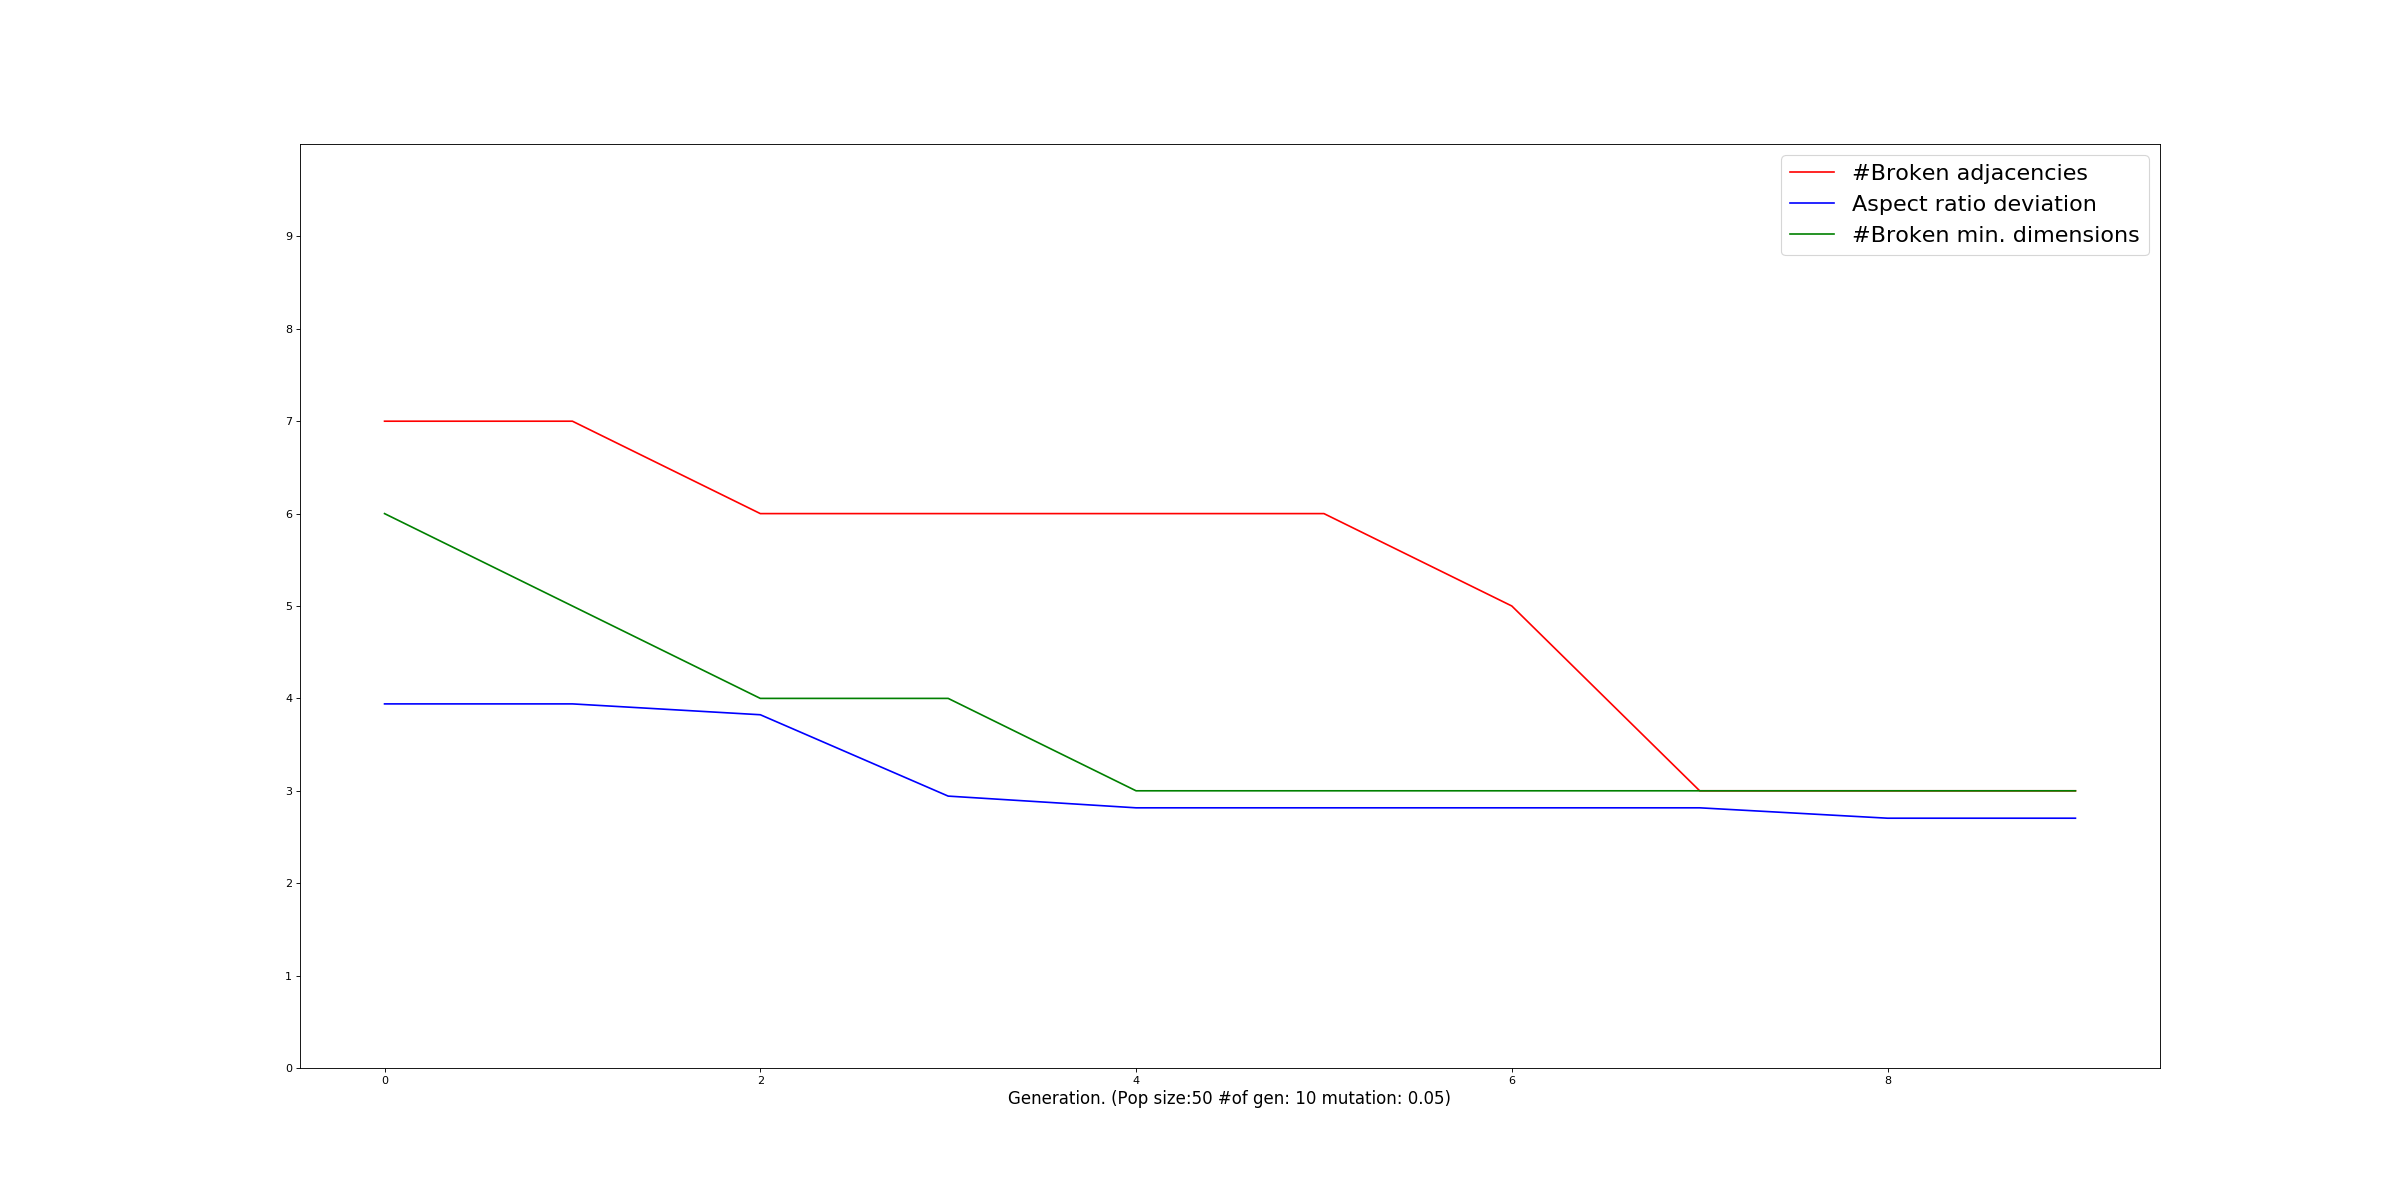 #Broken adjacencies
Aspect ratio deviation
#Broken min. dimensions
9
8
7
6
5
4
3
2
1
0
0 2 4 6 8
Generation. (Pop size:50 #of gen: 10 mutation: 0.05)